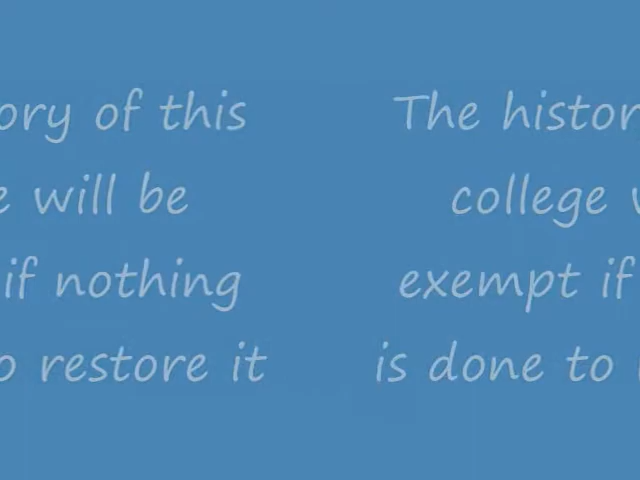 ory of this
e will be
if nothing
o restore it
The histor
college
exempt if
is done to